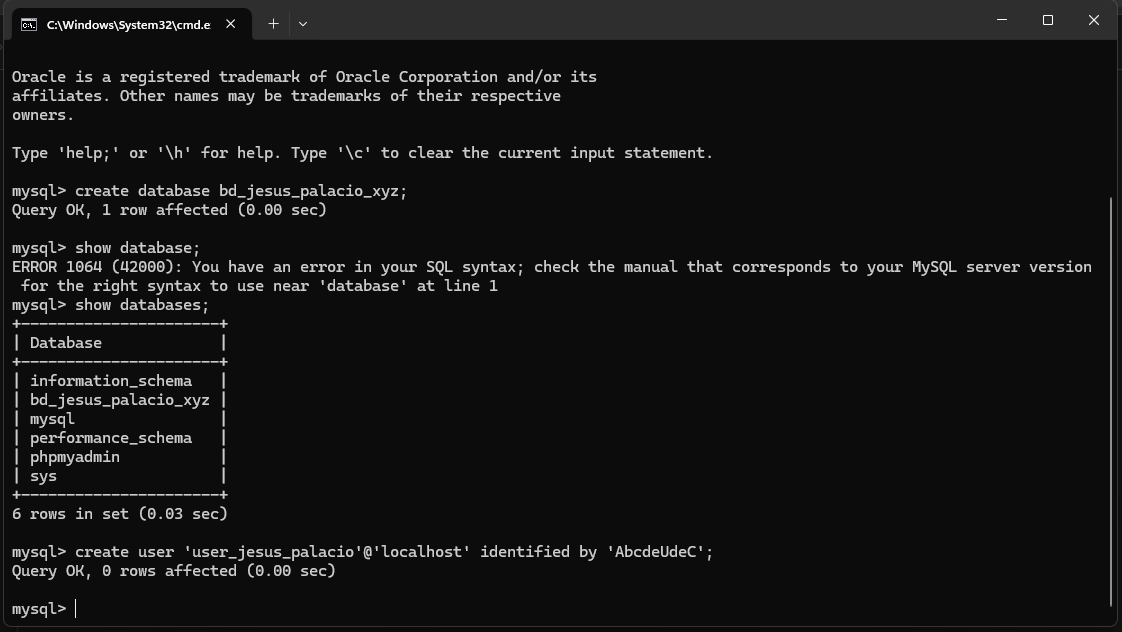 C:\Windows\System32\cmd.e
Oracle is a registered trademark of Oracle Corporation and/or its
affiliates. Other names may be trademarks of their respective
owners.
Type 'help;' or '\h' for help. Type '\c' to clear the current input statement.
mysql> create database bd_jesus_palacio_xyz;
Query OK, 1 row affected (0.00 sec)
mysql> show database;
ERROR 1064 (42000): You have an error in your SQL syntax; check the manual that corresponds to your MySQL server version
 for the right syntax to use near 'database' at line 1
mysql> show databases;
+----------------------+
| Database             |
+----------------------+
| information_schema   |
| bd_jesus_palacio_xyz |
| mysql                |
| performance_schema   |
| phpmyadmin           |
| sys                  |
+----------------------+
6 rows in set (0.03 sec)
mysql> create user 'user_jesus_palacio'@'localhost' identified by 'AbcdeUdeC';
Query OK, 0 rows affected (0.00 sec)
mysql>